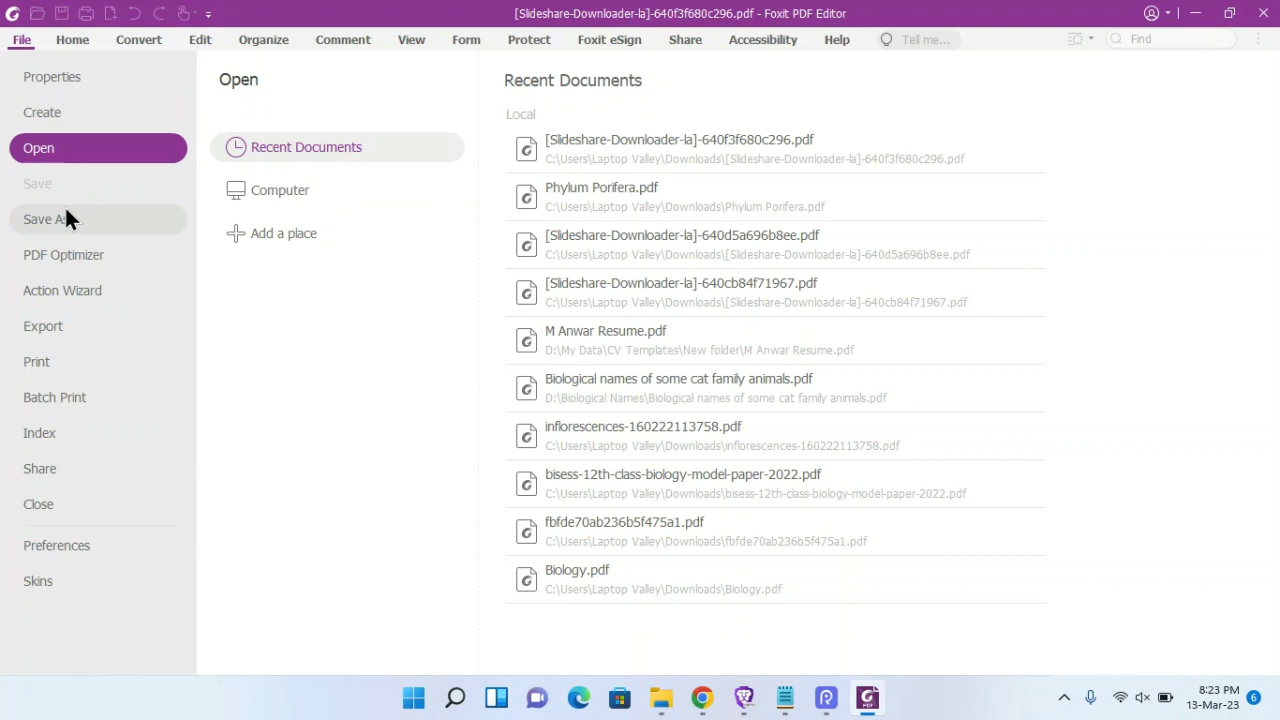 [Slideshare-Downloader-la]-640f3f680c296.pdf - Foxit PDF Editor
File Home Convert Edit Organize Comment View Form Protect Foxit eSign Share Accessibility Help Tell me... Find
Properties
Create
Open
Save
Save As
PDF Optimizer
Action Wizard
Export
Print
Batch Print
Index
Share
Close
Preferences
Skins
Open
Recent Documents
Computer
Add a place
Recent Documents
Local
[Slideshare-Downloader-la]-640f3f680c296.pdf
C:\Users\Laptop Valley\Downloads\[Slideshare-Downloader-la]-640f3f680c296.pdf
Phylum Porifera.pdf
C:\Users\Laptop Valley\Downloads\Phylum Porifera.pdf
[Slideshare-Downloader-la]-640d5a696b8ee.pdf
C:\Users\Laptop Valley\Downloads\[Slideshare-Downloader-la]-640d5a696b8ee.pdf
[Slideshare-Downloader-la]-640cb84f71967.pdf
C:\Users\Laptop Valley\Downloads\[Slideshare-Downloader-la]-640cb84f71967.pdf
M Anwar Resume.pdf
D:\My Data\CV Templates\New folder\M Anwar Resume.pdf
Biological names of some cat family animals.pdf
D:\Biological Names\Biological names of some cat family animals.pdf
inflorescences-160222113758.pdf
C:\Users\Laptop Valley\Downloads\inflorescences-160222113758.pdf
bisess-12th-class-biology-model-paper-2022.pdf
C:\Users\Laptop Valley\Downloads\bisess-12th-class-biology-model-paper-2022.pdf
fbfde70ab236b5f475a1.pdf
C:\Users\Laptop Valley\Downloads\fbfde70ab236b5f475a1.pdf
Biology.pdf
C:\Users\Laptop Valley\Downloads\Biology.pdf
PDF
8:23 PM
13-Mar-23
6